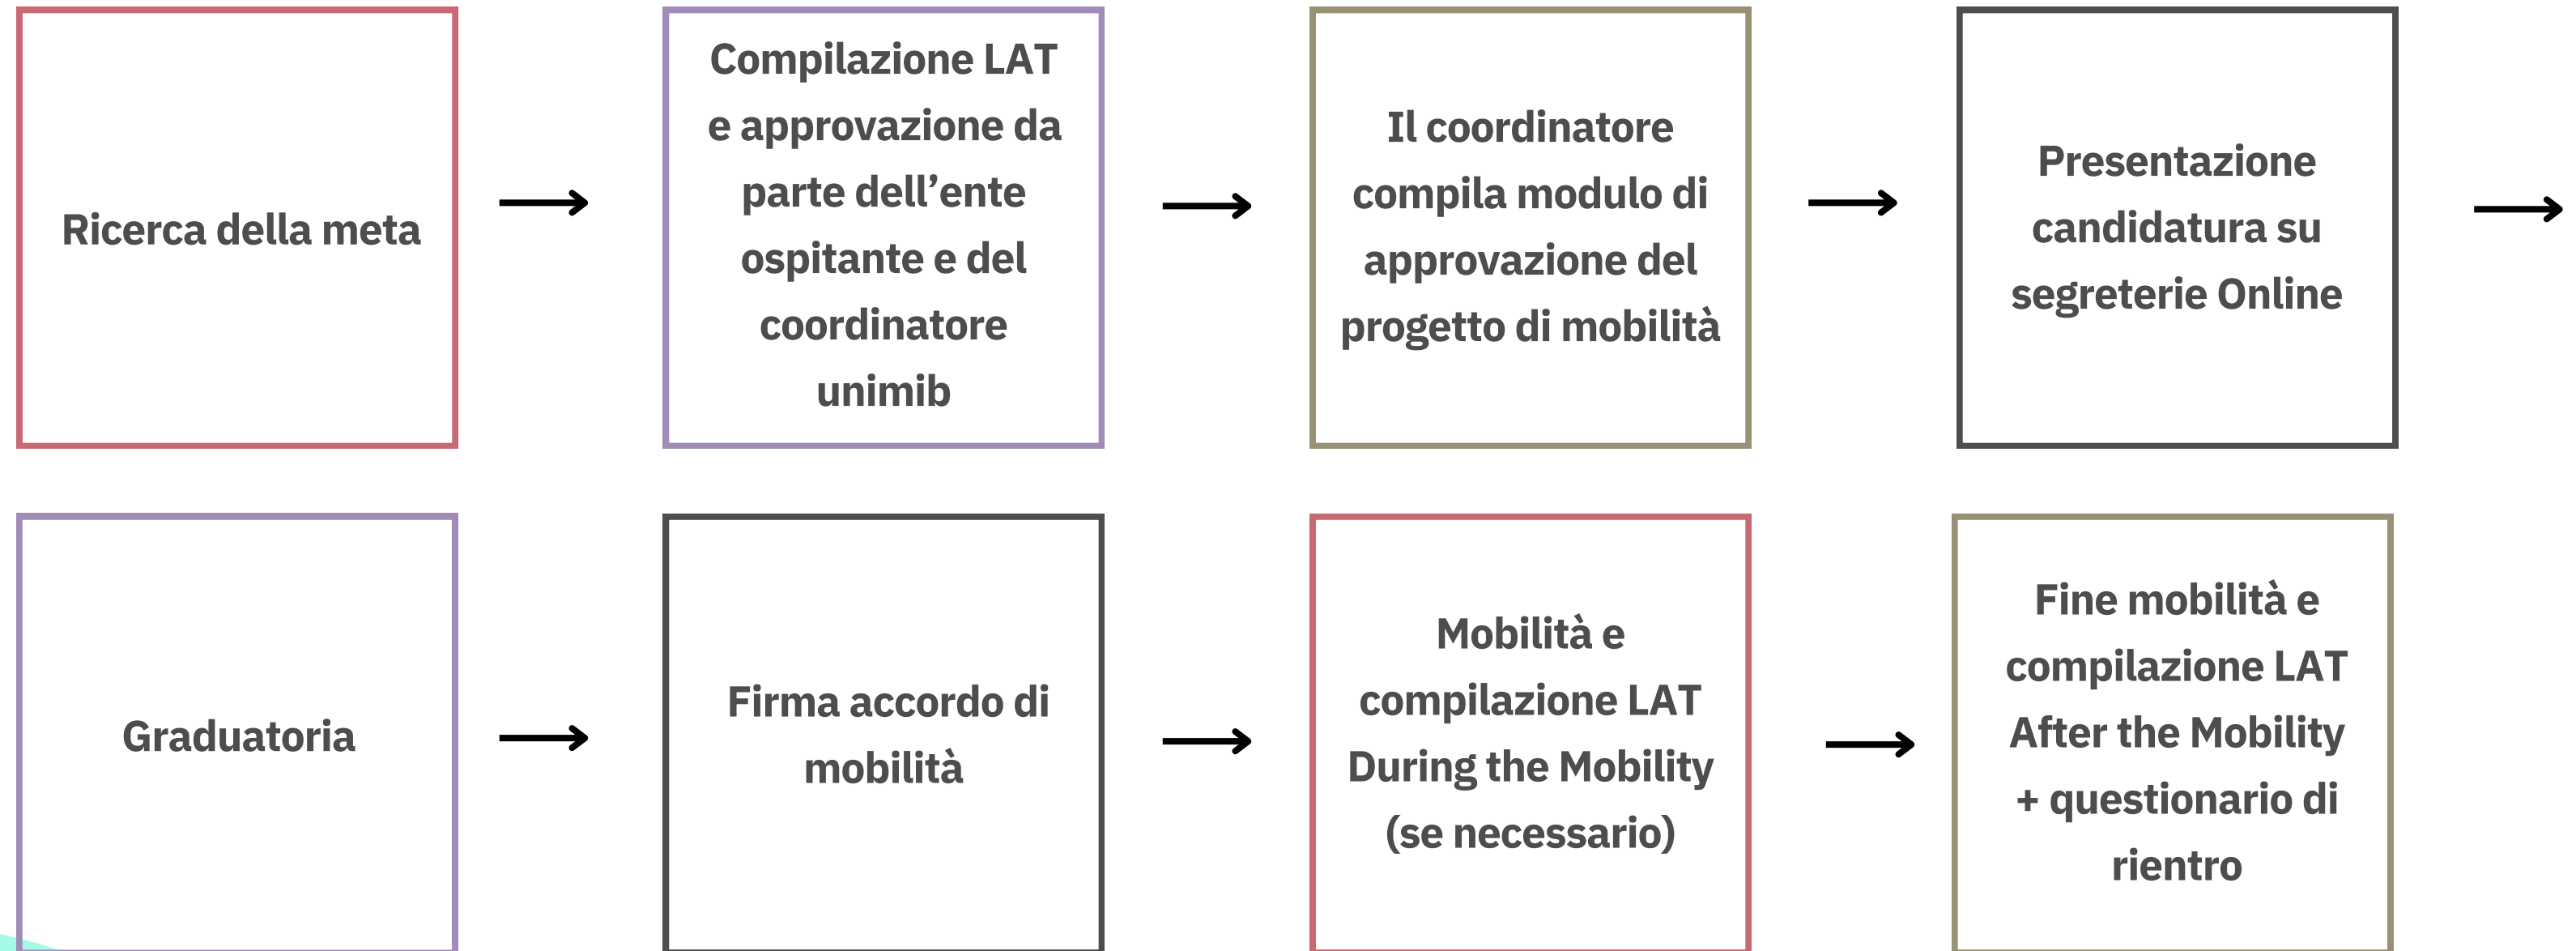 Ricerca della meta
Compilazione LAT
e approvazione da
parte dell’ente
ospitante e del
coordinatore
unimib
Il coordinatore
compila modulo di
approvazione del
progetto di mobilità
Presentazione
candidatura su
segreterie Online
Graduatoria
Firma accordo di
mobilità
Mobilità e
compilazione LAT
During the Mobility
(se necessario)
Fine mobilità e
compilazione LAT
After the Mobility
+ questionario di
rientro